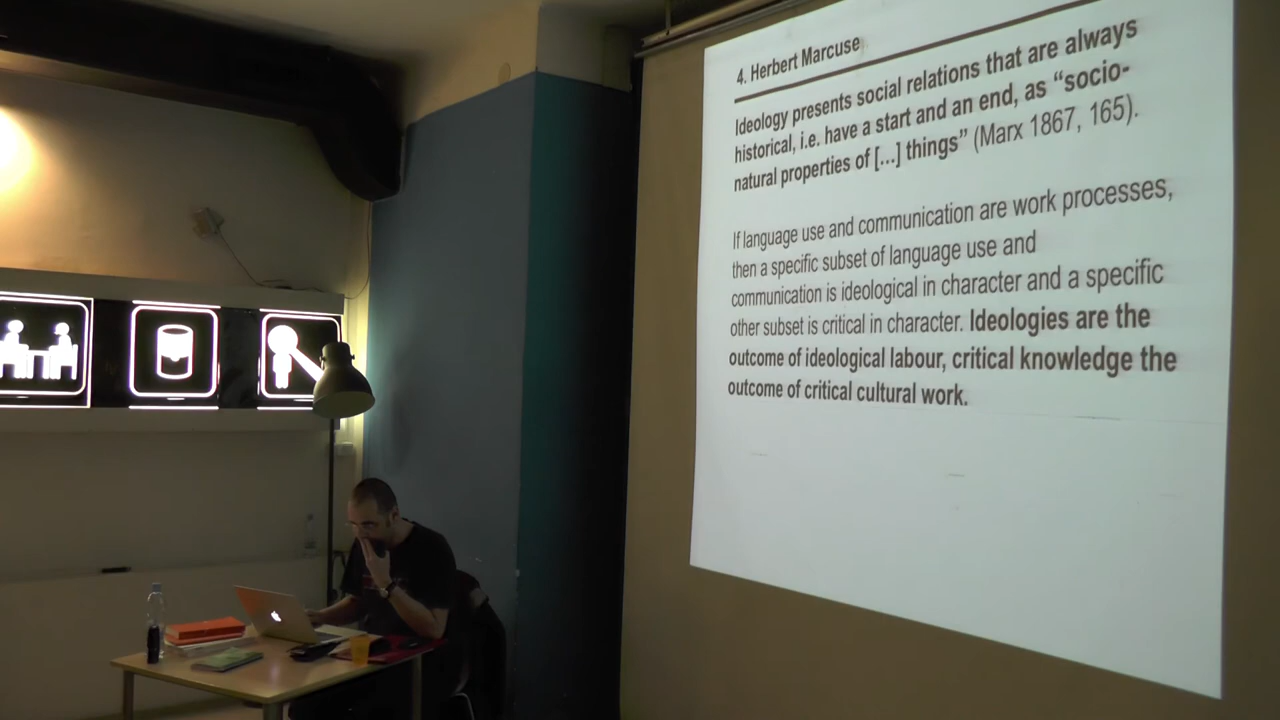 4. Herbert Marcuse
Ideology presents social relations that are always
historical, i.e. have a start and an end, as “socio-
natural properties of [...] things” (Marx 1867, 165).
If language use and communication are work processes,
then a specific subset of language use and
communication is ideological in character and a specific
other subset is critical in character. Ideologies are the
outcome of ideological labour, critical knowledge the
outcome of critical cultural work.